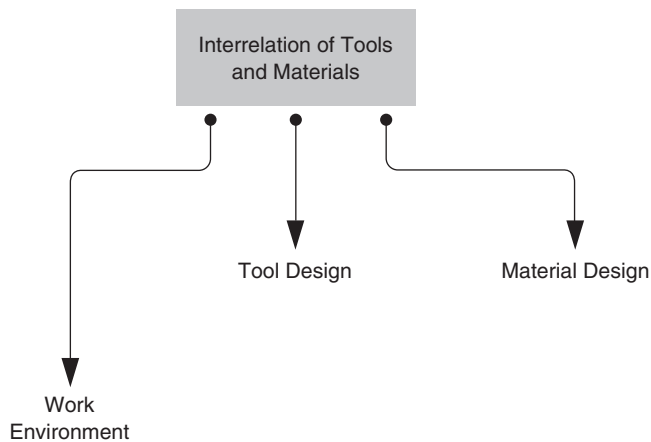 Interrelation of Tools
and Materials
Tool Design
Material Design
Work
Environment